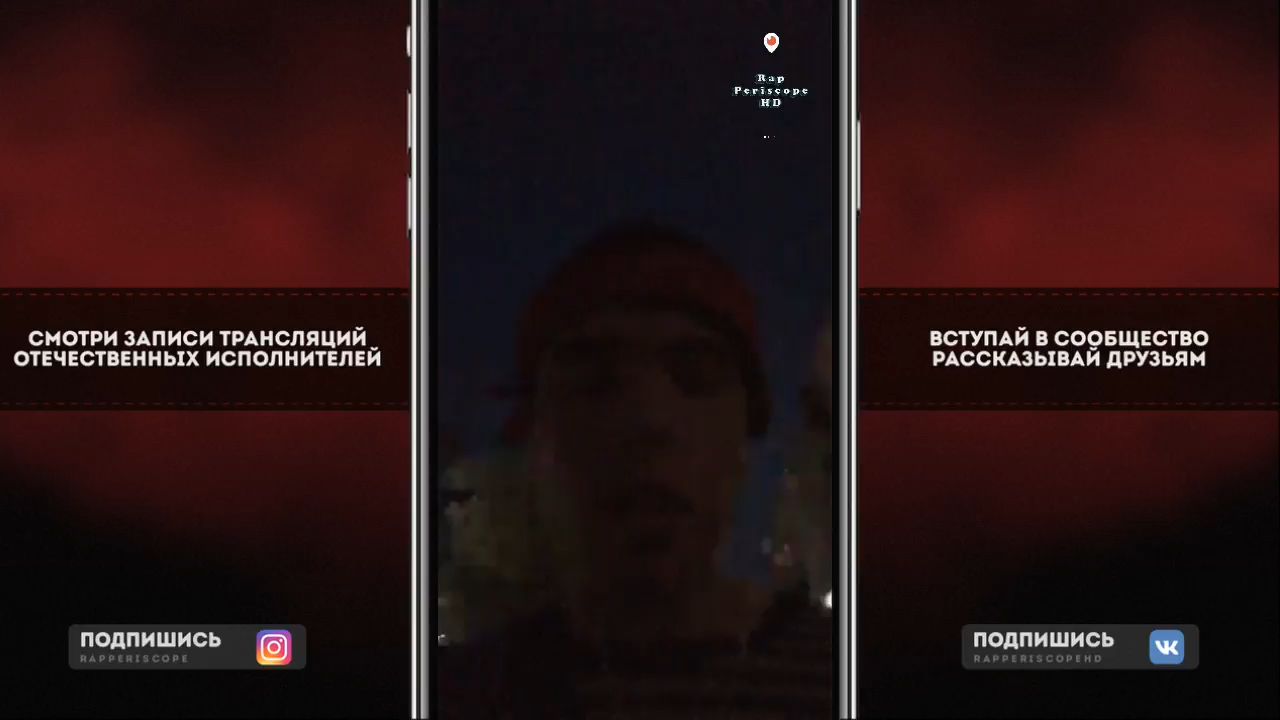 Rap
Periscope
HD
СМОТРИ ЗАПИСИ ТРАНСЛЯЦИЙ
ОТЕЧЕСТВЕННЫХ ИСПОЛНИТЕЛЕЙ
ВСТУПАЙ В СООБЩЕСТВО
РАССКАЗЫВАЙ ДРУЗЬЯМ
ПОДПИШИСЬ
RAPPERISCOPE
ПОДПИШИСЬ
RAPPERISCOPEHD